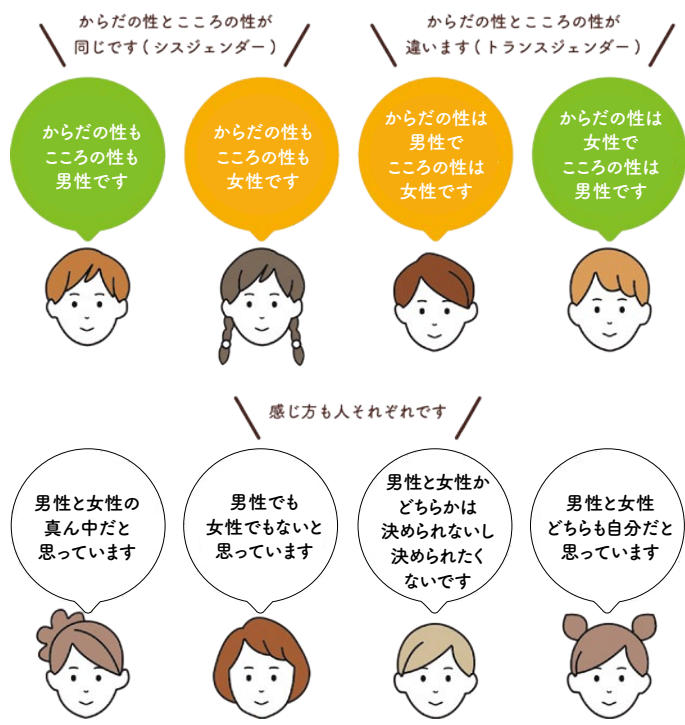 からだの性とこころの性が
同じです(シスジェンダー)
からだの性とこころの性が
違います(トランスジェンダー)
からだの性も
こころの性も
男性です
からだの性も
こころの性も
女性です
からだの性は
男性で
こころの性は
女性です
からだの性は
女性で
こころの性は
男性です
感じ方も人それぞれです
男性と女性の
真ん中だと
思っています
男性でも
女性でもないと
思っています
男性と女性か
どちらかは
決められないし
決められたく
ないです
男性と女性
どちらも自分だと
思っています